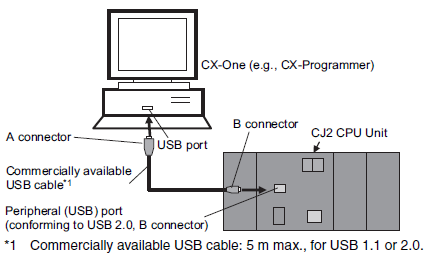 CX-One (e.g., CX-Programmer)
A connector
USB port
B connector
CJ2 CPU Unit
Commercially available
USB cable*1
Peripheral (USB) port
(conforming to USB 2.0, B connector)
*1 Commercially available USB cable: 5 m max., for USB 1.1 or 2.0.